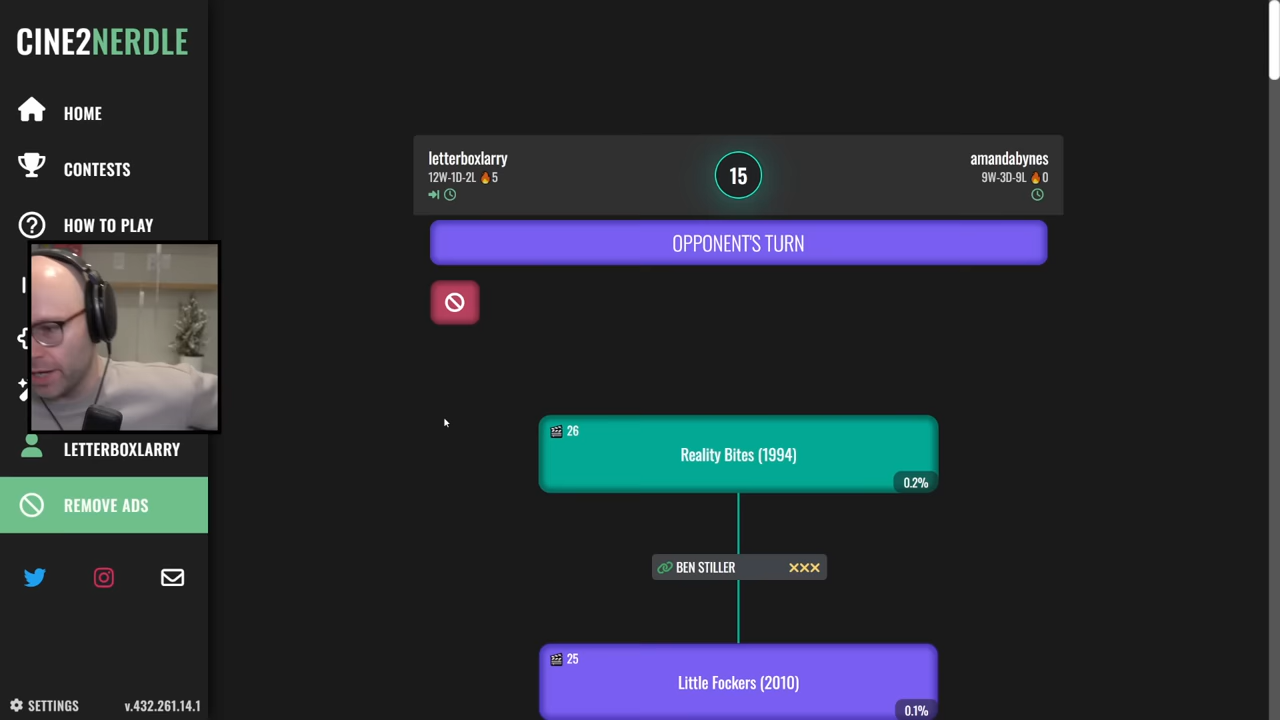 CINE2NERDLE
HOME
CONTESTS
HOW TO PLAY
LETTERBOXLARRY
REMOVE ADS
SETTINGS
v.432.261.14.1
letterboxlarry
12W-1D-2L 🔥5
15
amandabynes
9W-3D-9L 🔥0
OPPONENT'S TURN
26
Reality Bites (1994)
0.2%
BEN STILLER
25
Little Fockers (2010)
0.1%